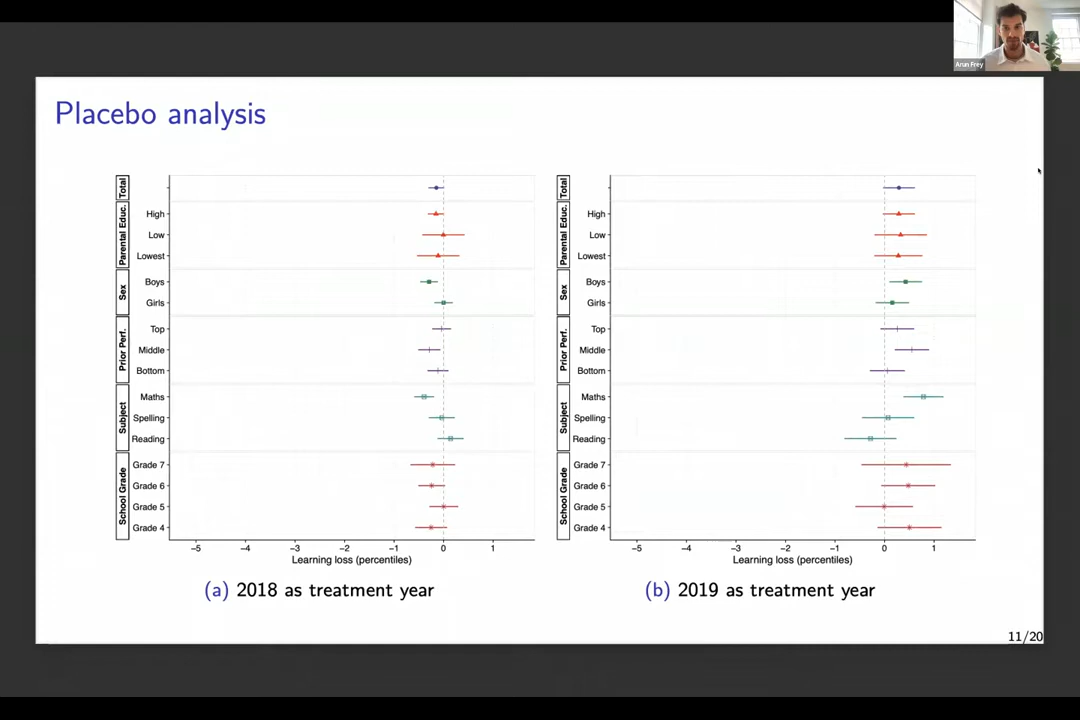 Arun Frey
Placebo analysis
Total
Parental Educ.
High
Low
Lowest
Sex
Boys
Girls
Prior Perf.
Top
Middle
Bottom
Subject
Maths
Spelling
Reading
School Grade
Grade 7
Grade 6
Grade 5
Grade 4
−5 −4 −3 −2 −1 0 1
Learning loss (percentiles)
(a) 2018 as treatment year
Total
Parental Educ.
High
Low
Lowest
Sex
Boys
Girls
Prior Perf.
Top
Middle
Bottom
Subject
Maths
Spelling
Reading
School Grade
Grade 7
Grade 6
Grade 5
Grade 4
−5 −4 −3 −2 −1 0 1
Learning loss (percentiles)
(b) 2019 as treatment year
11/20